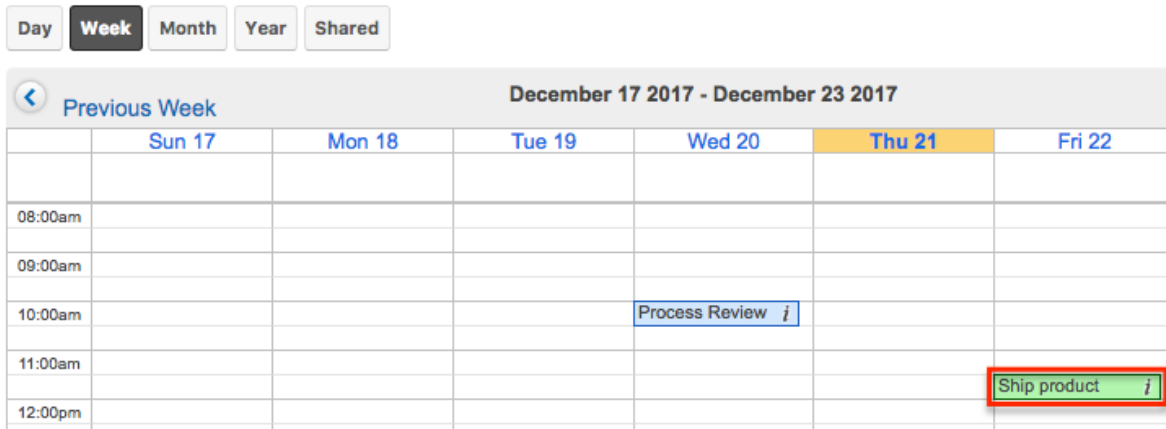 Day Week Month Year Shared
Previous Week December 17 2017 - December 23 2017
Sun 17 Mon 18 Tue 19 Wed 20 Thu 21 Fri 22
08:00am
09:00am
10:00am Process Review i
11:00am
Ship product i
12:00pm